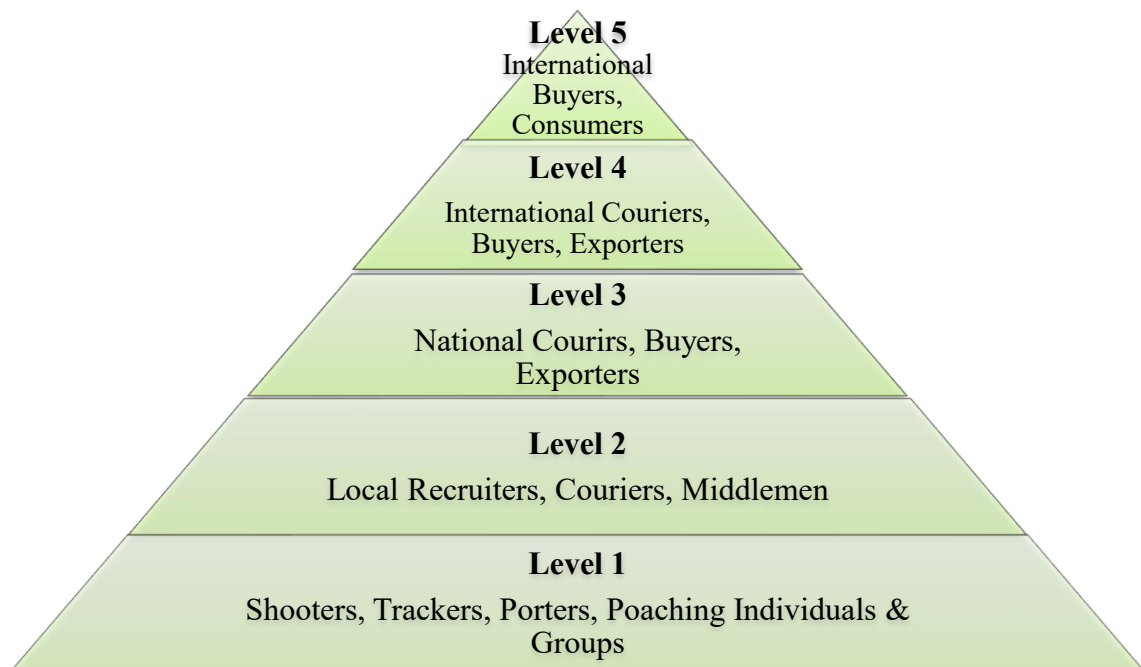 Level 5
International
Buyers,
Consumers
Level 4
International Couriers,
Buyers, Exporters
Level 3
National Courirs, Buyers,
Exporters
Level 2
Local Recruiters, Couriers, Middlemen
Level 1
Shooters, Trackers, Porters, Poaching Individuals &
Groups